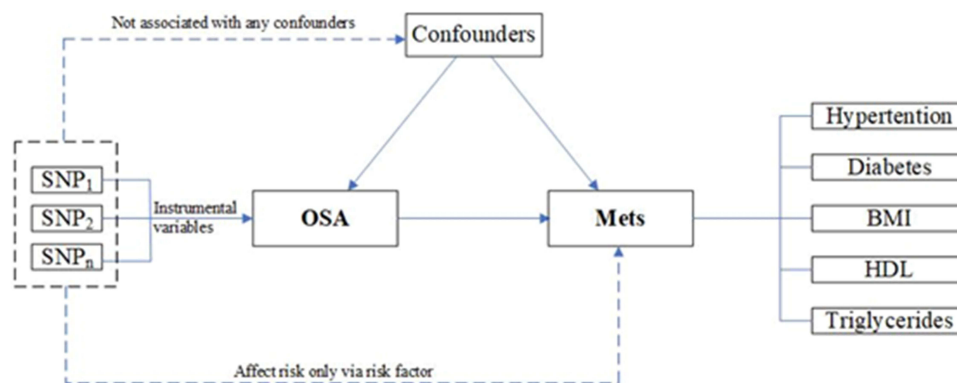 Not associated with any confounders
Confounders
SNP1
SNP2
SNPn
Instrumental
variables
OSA
Mets
Hypertention
Diabetes
BMI
HDL
Triglycerides
Affect risk only via risk factor